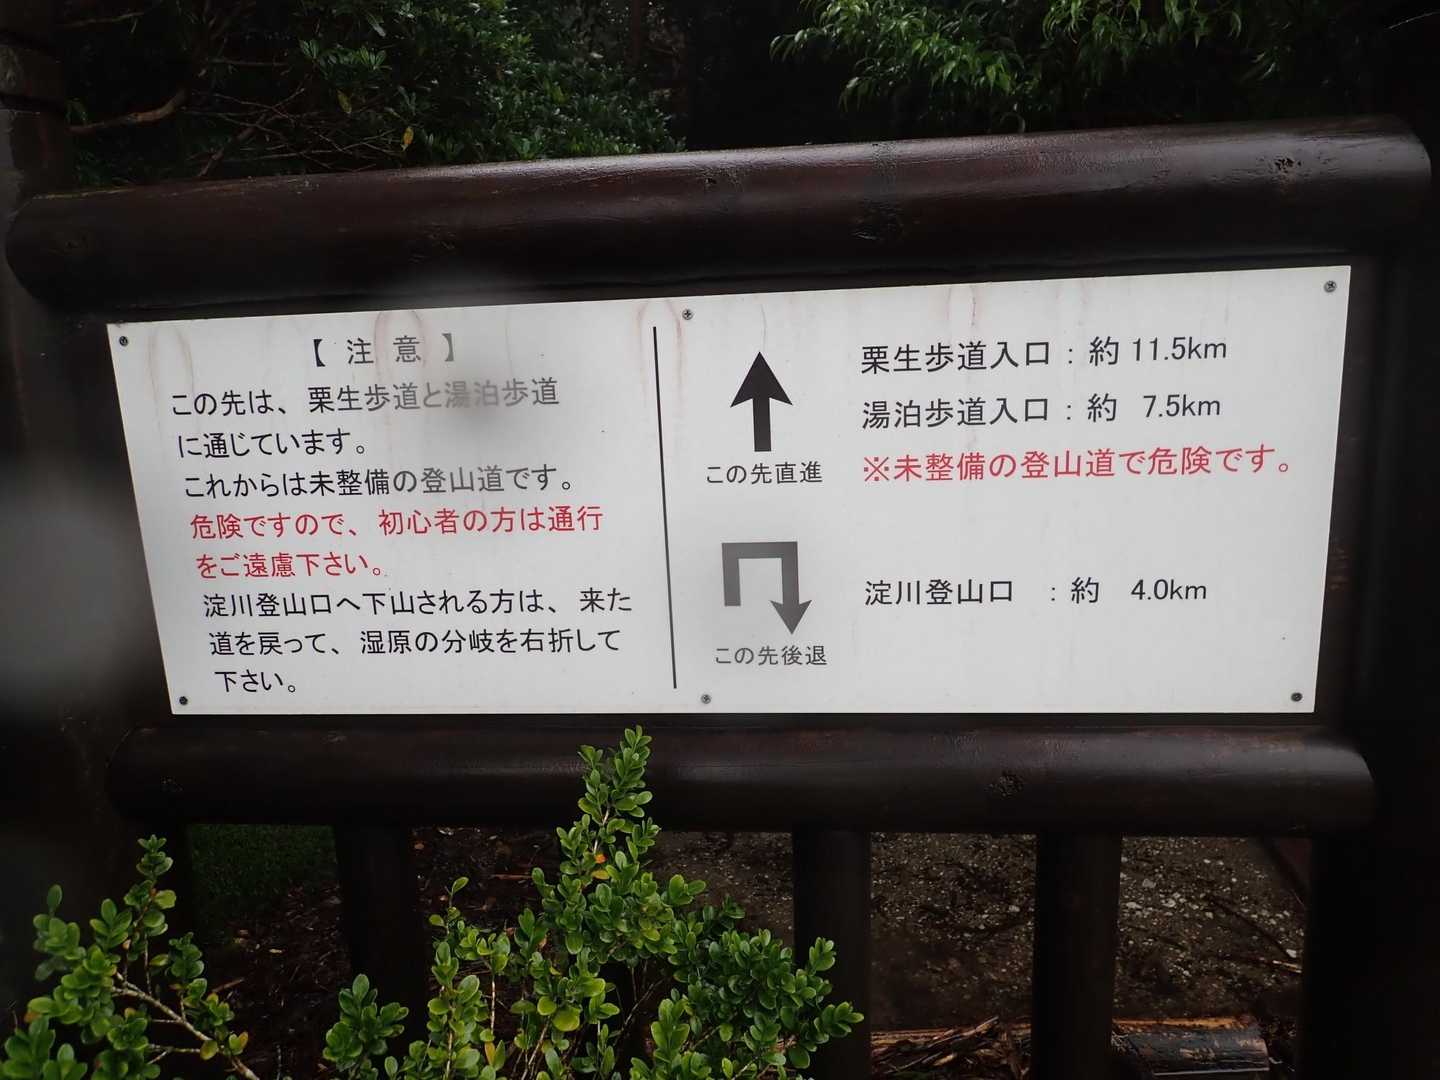 【 注 意 】
この先は、栗生歩道と湯泊歩道
に通じています。
これからは未整備の登山道です。
危険ですので、初心者の方は通行
をご遠慮下さい。
淀川登山口へ下山される方は、来た
道を戻って、湿原の分岐を右折して
下さい。
この先直進
栗生歩道入口:約 11.5km
湯泊歩道入口:約 7.5km
※未整備の登山道で危険です。
この先後退
淀川登山口 :約 4.0km